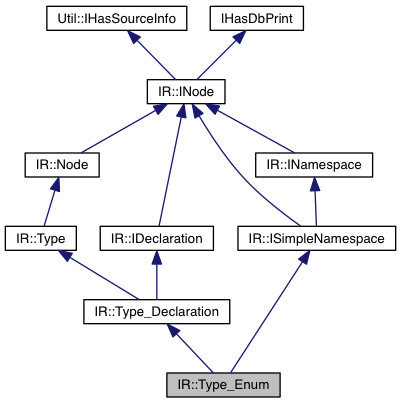 Util::IHasSourceInfo
IHasDbPrint
IR::INode
IR::Node
IR::INamespace
IR::Type
IR::IDeclaration
IR::ISimpleNamespace
IR::Type_Declaration
IR::Type_Enum